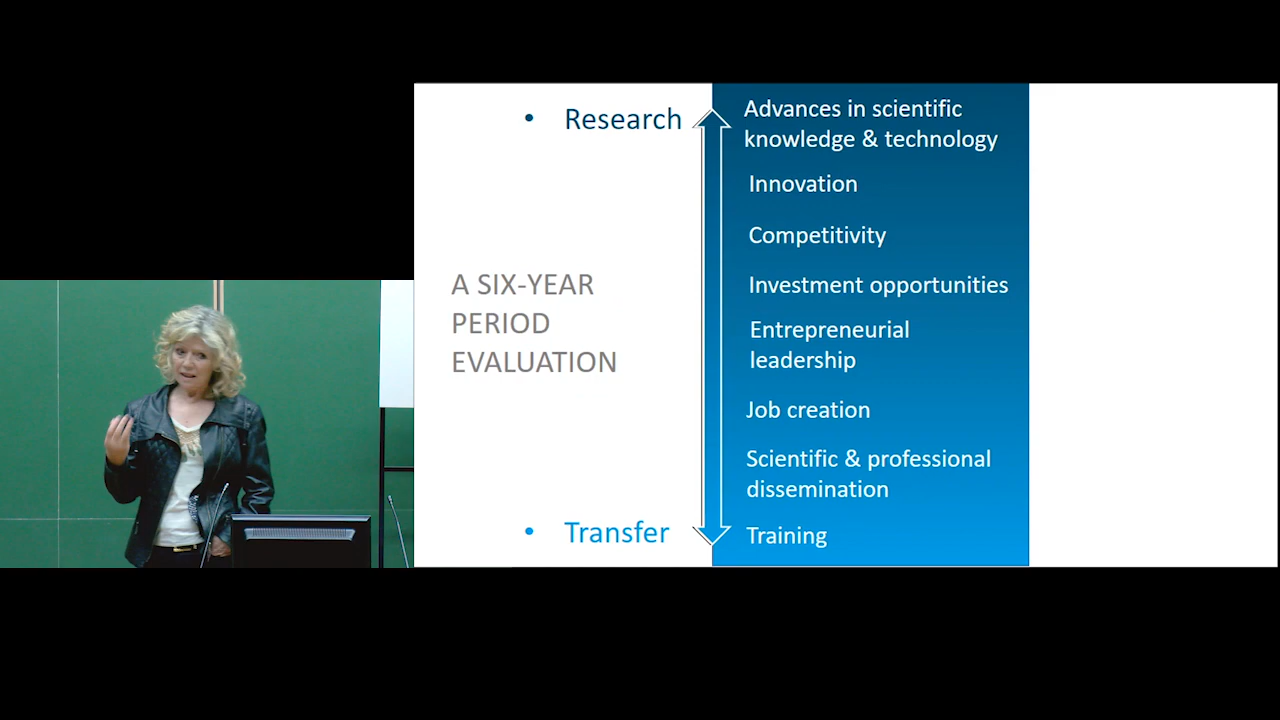 • Research
Advances in scientific
knowledge & technology
Innovation
Competitivity
A SIX-YEAR
PERIOD
EVALUATION
Investment opportunities
Entrepreneurial
leadership
Job creation
Scientific & professional
dissemination
• Transfer
Training